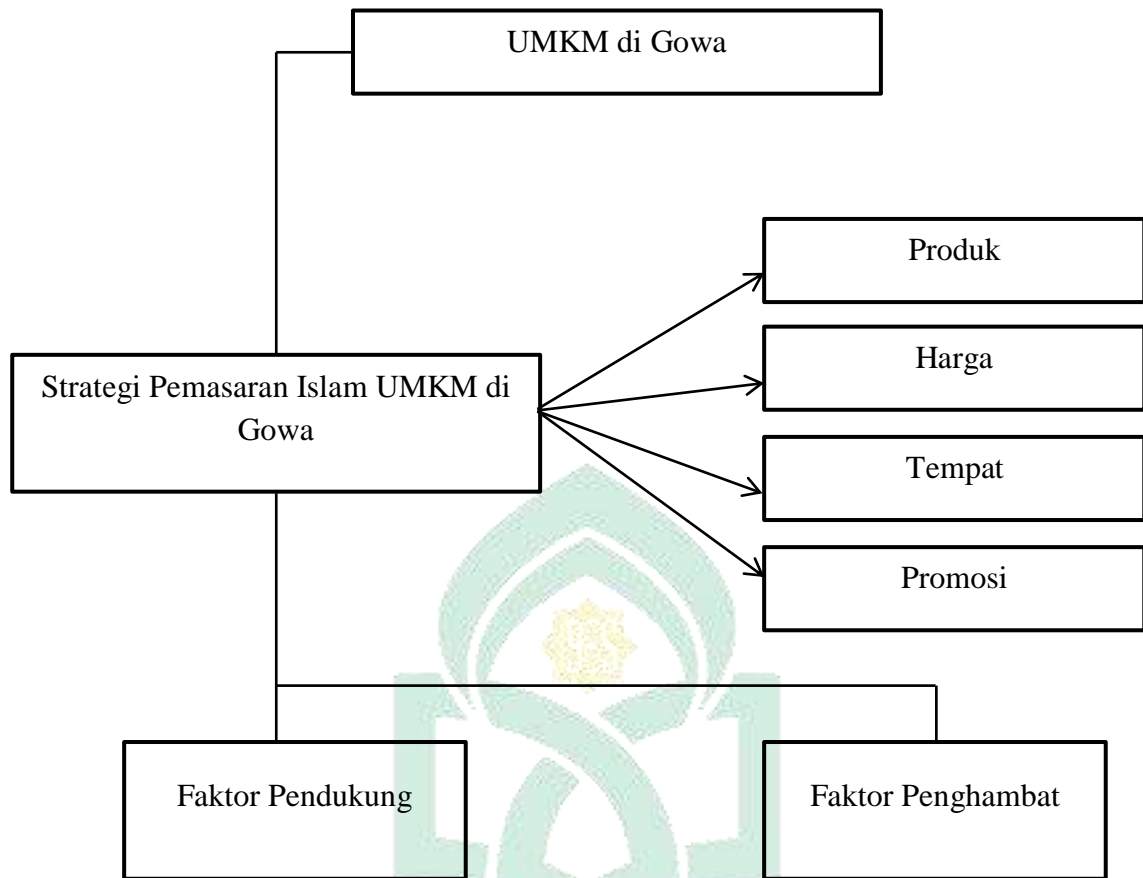 UMKM di Gowa
Produk
Harga
Strategi Pemasaran Islam UMKM di
Gowa
Tempat
Promosi
Faktor Pendukung
Faktor Penghambat